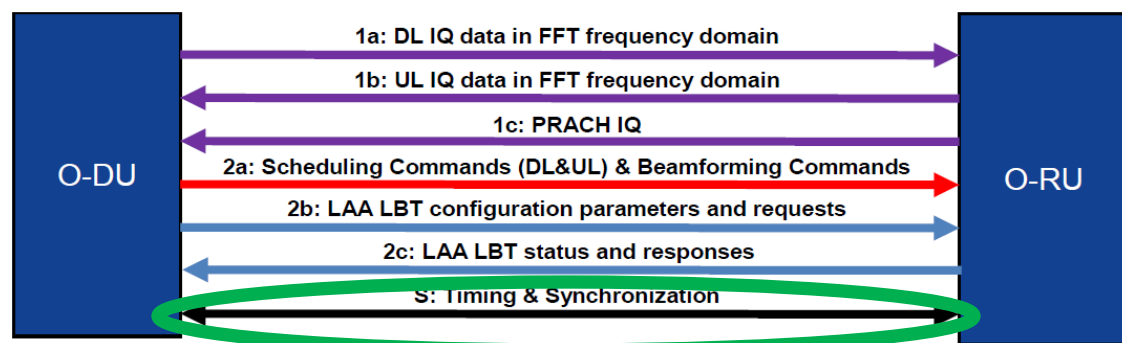 1a: DL IQ data in FFT frequency domain
1b: UL IQ data in FFT frequency domain
1c: PRACH IQ
O-DU
2a: Scheduling Commands (DL&UL) & Beamforming Commands
O-RU
2b: LAA LBT configuration parameters and requests
2c: LAA LBT status and responses
S: Timing & Synchronization